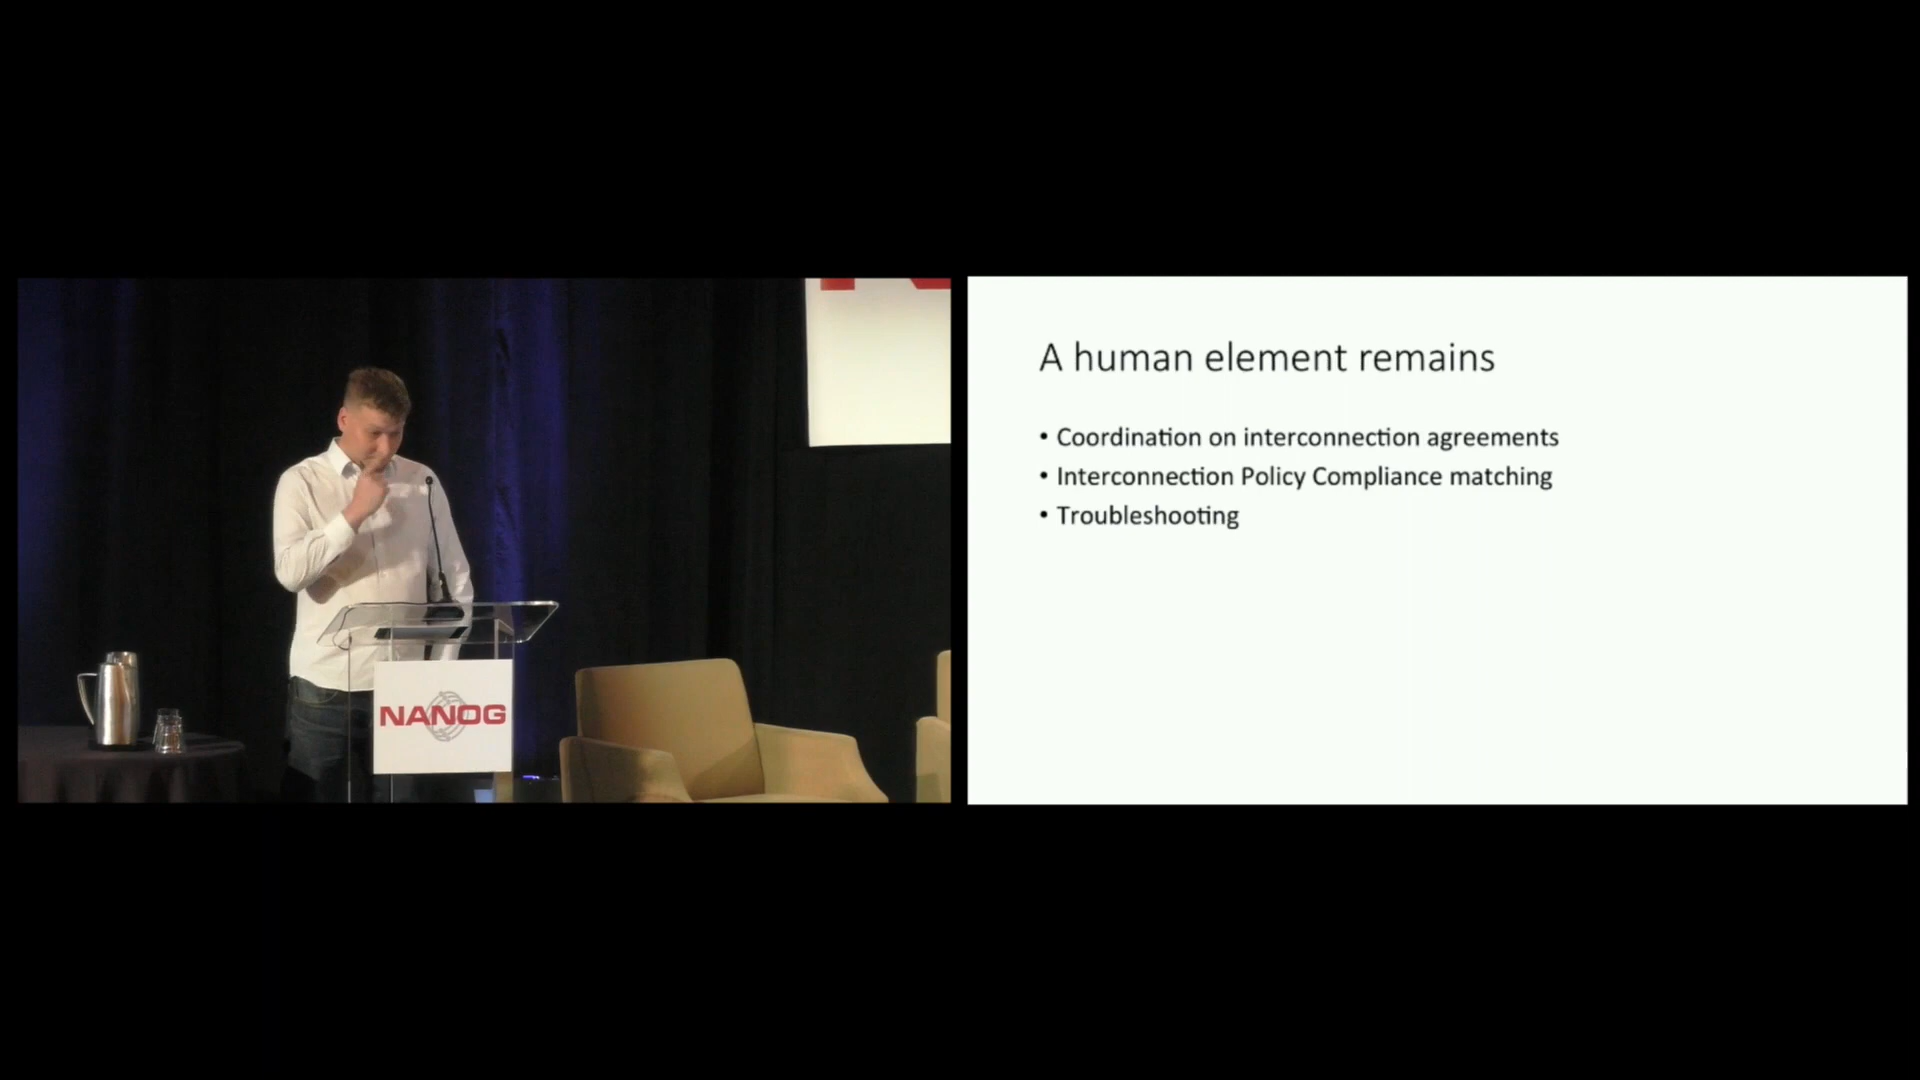 NANOG
A human element remains
• Coordination on interconnection agreements
• Interconnection Policy Compliance matching
• Troubleshooting